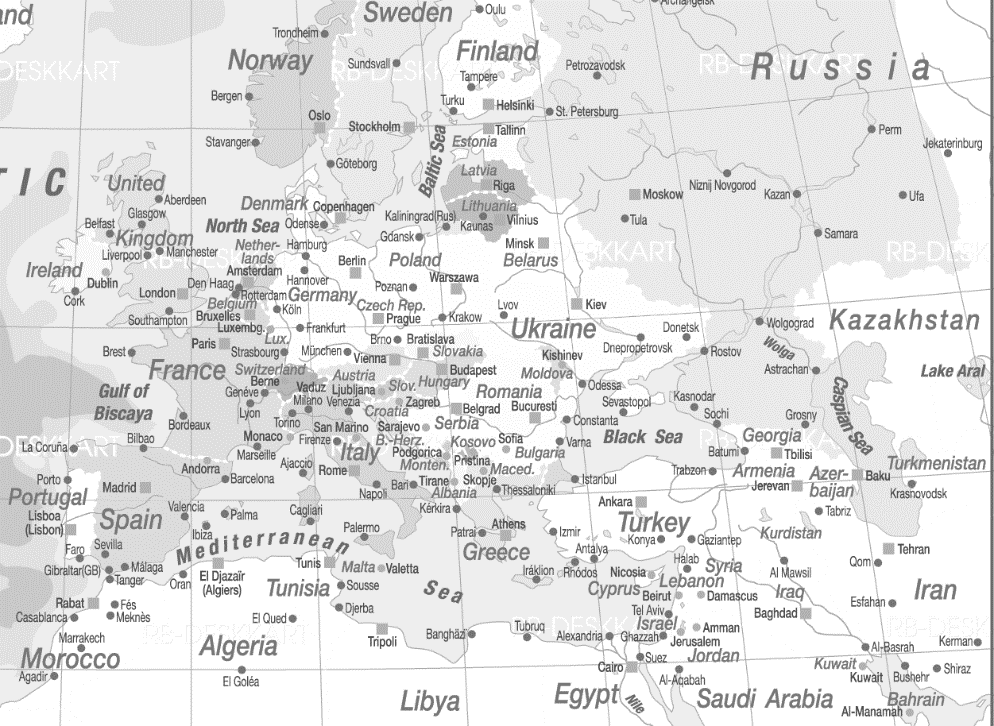 and
Sweden
Oulu
Archangelsk
Trondheim
Norway
Sundsvall
Finland
Tampere
Petrozavodsk
Russia
RB-DESKKART
Bergen
Turku
Helsinki
St. Petersburg
Oslo
Stockholm
Tallinn
Estonia
Perm
Stavanger
Göteborg
Baltic Sea
Jekaterinburg
TIC
United
Kingdom
Latvia
Riga
Niznij Novgorod
Kazan
Ufa
Aberdeen
Glasgow
Denmark
Copenhagen
Lithuania
Moskow
Belfast
North Sea
Odense
Kaliningrad(Rus)
Kaunas
Vilnius
Tula
Samara
Liverpool
Manchester
Nether-
lands
Hamburg
Gdansk
Minsk
Belarus
Ireland
Dublin
Amsterdam
Berlin
Poland
Cork
London
Den Haag
Rotterdam
Hannover
Poznan
Warszawa
Germany
Belgium
Köln
Czech Rep.
Lvov
Kiev
Southampton
Bruxelles
Prague
Krakow
Ukraine
Kazakhstan
Luxembg.
Lux.
Frankfurt
Brno
Bratislava
Donetsk
Wolgograd
Brest
Paris
Strasbourg
München
Vienna
Slovakia
Kishinev
Dnepropetrovsk
Rostov
Wolga
France
Switzerland
Berne
Vaduz
Austria
Hungary
Budapest
Moldova
Astrachan
Lake Aral
Gulf of
Biscaya
Genéve
Milano
Ljubljana
Slov.
Romania
Odessa
Caspian Sea
Lyon
Venezia
Zagreb
Belgrad
Bucuresti
Sevastopol
Kasnodar
Bordeaux
Torino
Croatia
Constanta
Sochi
Grosny
La Coruña
Bilbao
Monaco
San Marino
Firenze
Sarajevo
B.-Herz.
Serbia
Kosovo
Sofia
Varna
Black Sea
Georgia
Marseille
Italy
Podgorica
Pristina
Bulgaria
Batumi
Tbilisi
Turkmenistan
Andorra
Ajaccio
Rome
Monten.
Maced.
Trabzon
Armenia
Azer-
baijan
Baku
Porto
Madrid
Barcelona
Napoli
Bari
Tirane
Skopje
Istanbul
Jerevan
Krasnovodsk
Portugal
Albania
Thessaloniki
Ankara
Lisboa
(Lisbon)
Spain
Valencia
Palma
Cagliari
Kérkira
Tabriz
Ibiza
Palermo
Patrai
Athens
Izmir
Turkey
Konya
Gaziantep
Kurdistan
Faro
Sevilla
Mediterranean
Greece
Antalya
Tehran
Gibraltar(GB)
Málaga
Tanger
Oran
El Djazaïr
(Algiers)
Tunis
Malta
Valetta
Iráklion
Rhódos
Nicosia
Halab
Syria
Al Mawsil
Qom
Tunisia
Sousse
Sea
Cyprus
Lebanon
Beirut
Damascus
Iraq
Iran
Rabat
Fés
Casablanca
Meknès
El Qued
Djerba
Tel Aviv
Israel
Baghdad
Esfahan
Marrakech
Algeria
Tripoli
Banghâzi
Tubruq
Alexandria
Ghazzah
Amman
Jerusalem
Al-Basrah
Kerman
Morocco
Suez
Jordan
Agadir
El Goléa
Cairo
Al-Aqabah
Kuwait
Kuwait
Bushehr
Shiraz
Libya
Egypt
Nile
Saudi Arabia
Bahrain
Al-Manamah